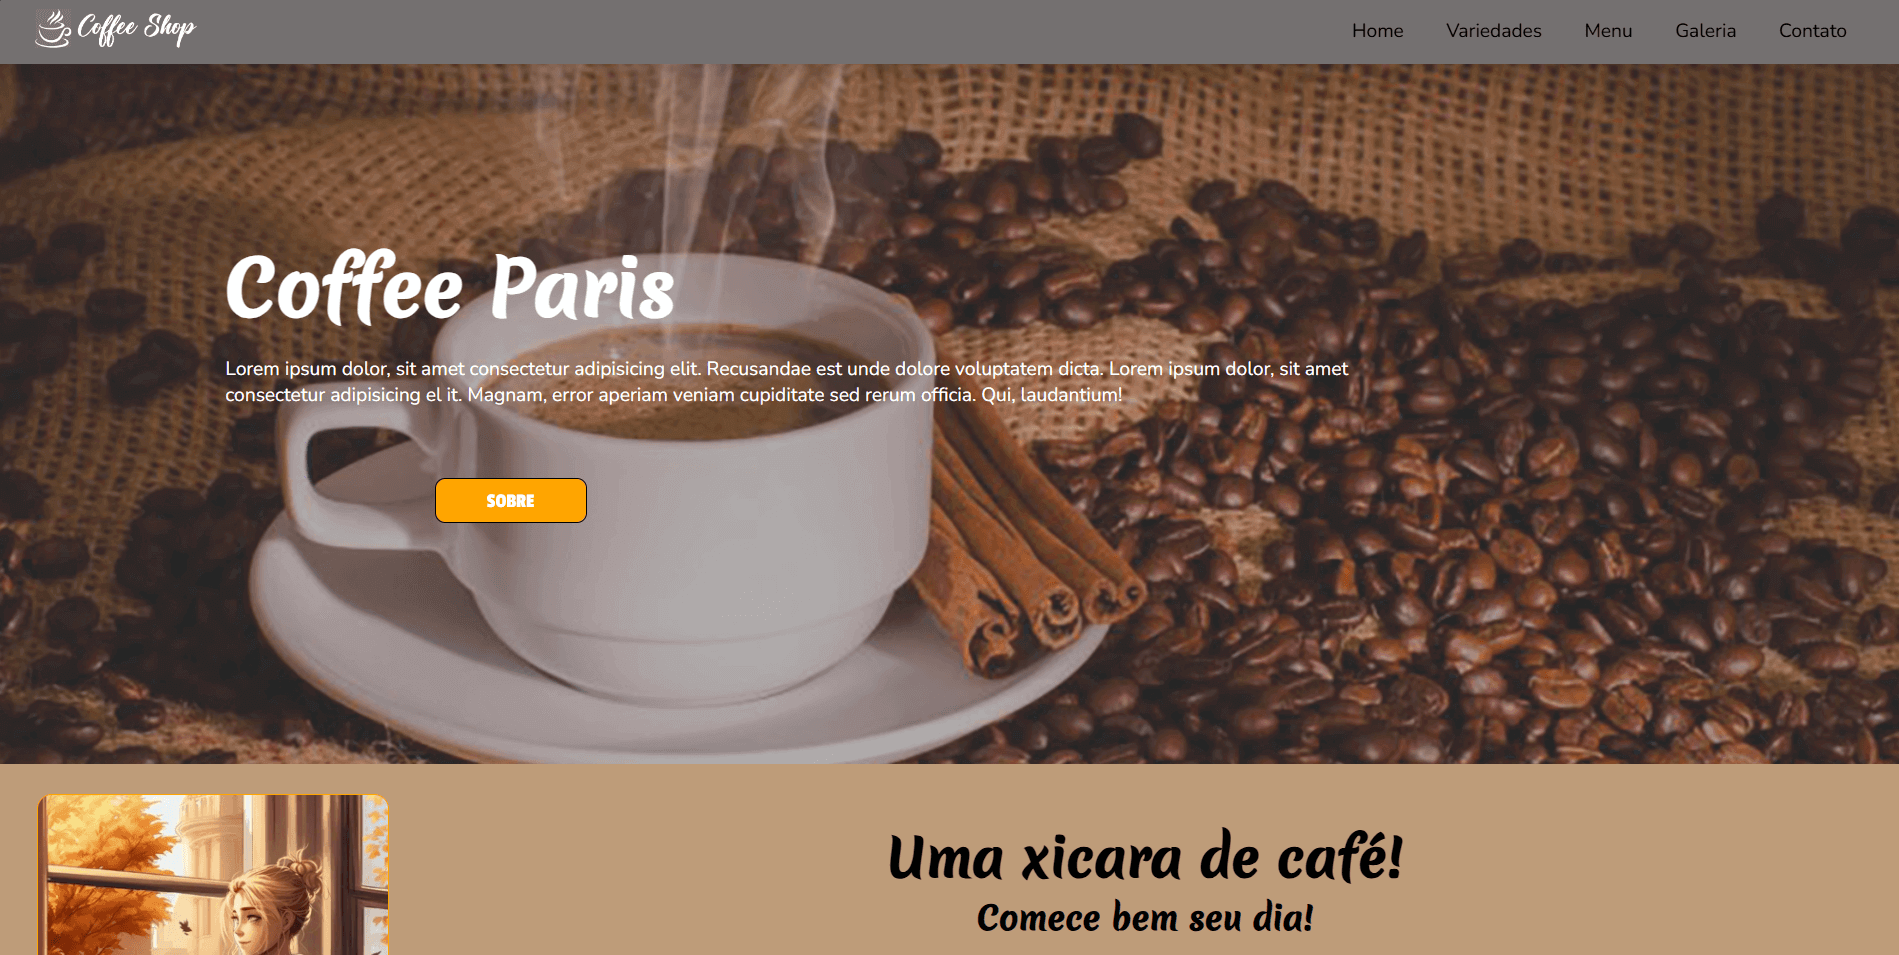 Coffee Shop
Home Variedades Menu Galeria Contato
Coffee Paris
Lorem ipsum dolor, sit amet consectetur adipisicing elit. Recusandae est unde dolore voluptatem dicta. Lorem ipsum dolor, sit amet
consectetur adipisicing el it. Magnam, error aperiam veniam cupiditate sed rerum officia. Qui, laudantium!
SOBRE
Uma xicara de café!
Comece bem seu dia!